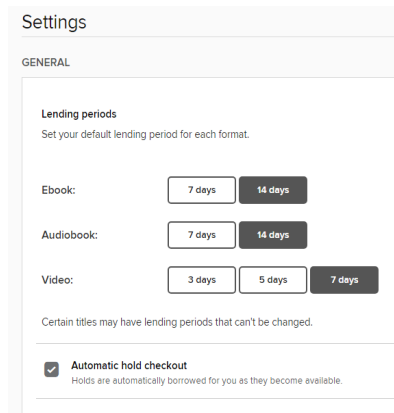 Settings
GENERAL
Lending periods
Set your default lending period for each format.
Ebook: 7 days 14 days
Audiobook: 7 days 14 days
Video: 3 days 5 days 7 days
Certain titles may have lending periods that can't be changed.
Automatic hold checkout
Holds are automatically borrowed for you as they become available.